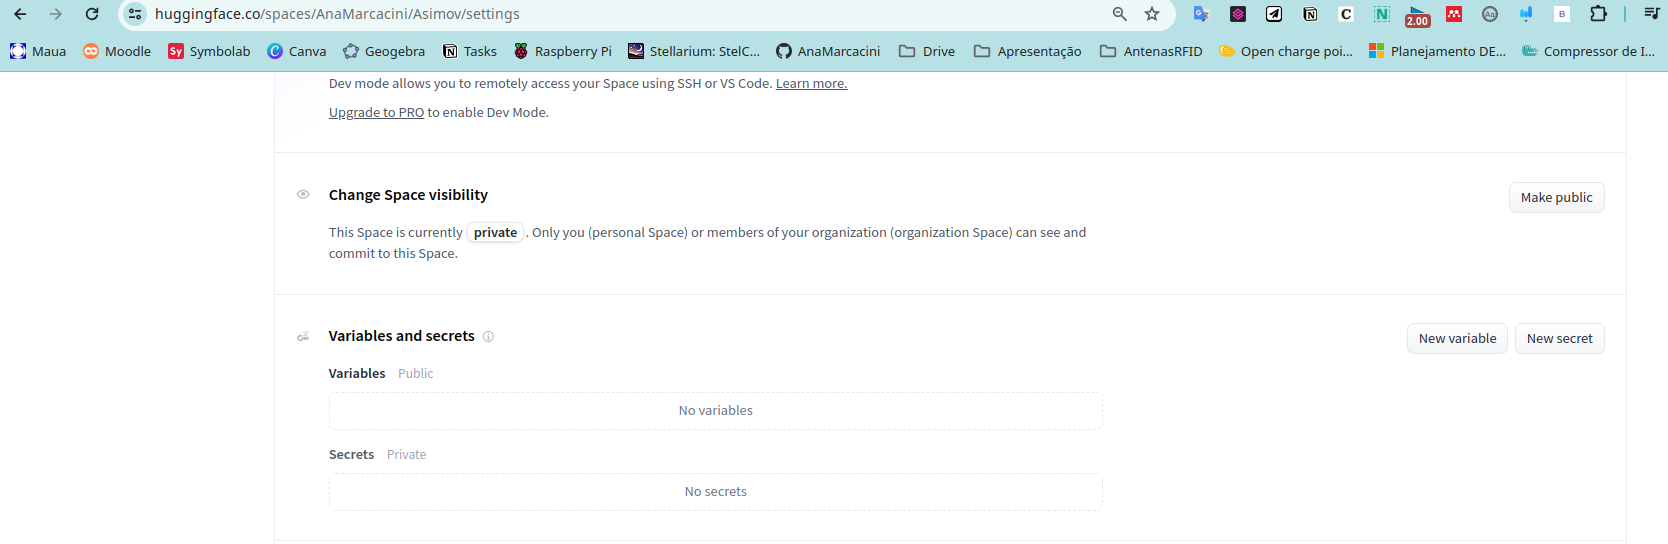 huggingface.co/spaces/AnaMarcacini/Asimov/settings
2.00
Maua Moodle Sy Symbolab Canva Geogebra Tasks Raspberry Pi Stellarium: StelC... AnaMarcacini Drive Apresentação AntenasRFID Open charge poi... Planejamento DE... Compressor de I...
Dev mode allows you to remotely access your Space using SSH or VS Code. Learn more.
Upgrade to PRO to enable Dev Mode.
Change Space visibility
Make public
This Space is currently private . Only you (personal Space) or members of your organization (organization Space) can see and
commit to this Space.
Variables and secrets
New variable New secret
Variables Public
No variables
Secrets Private
No secrets